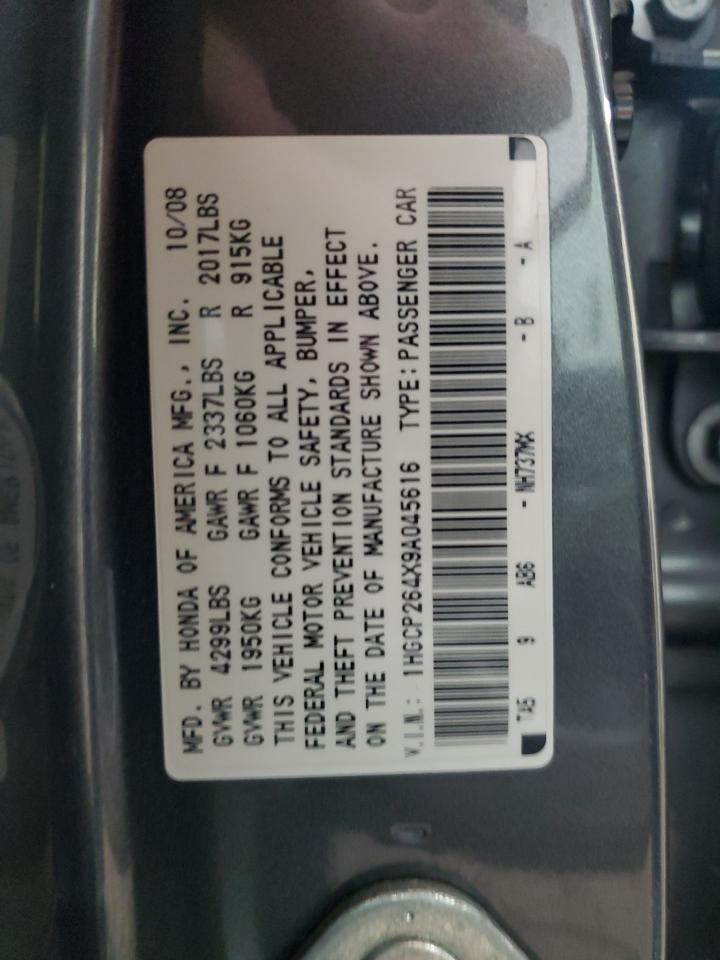 MFD. BY HONDA OF AMERICA MFG., INC. 10/08
GVWR 4299LBS GAWR F 2337LBS R 2017LBS
GVWR 1950KG GAWR F 1060KG R 915KG
THIS VEHICLE CONFORMS TO ALL APPLICABLE
FEDERAL MOTOR VEHICLE SAFETY, BUMPER,
AND THEFT PREVENTION STANDARDS IN EFFECT
ON THE DATE OF MANUFACTURE SHOWN ABOVE.
V.I.N.: 1HGCP264X9A045616 TYPE:PASSENGER CAR
TA5 9 AB6 - NH737MX - B - A